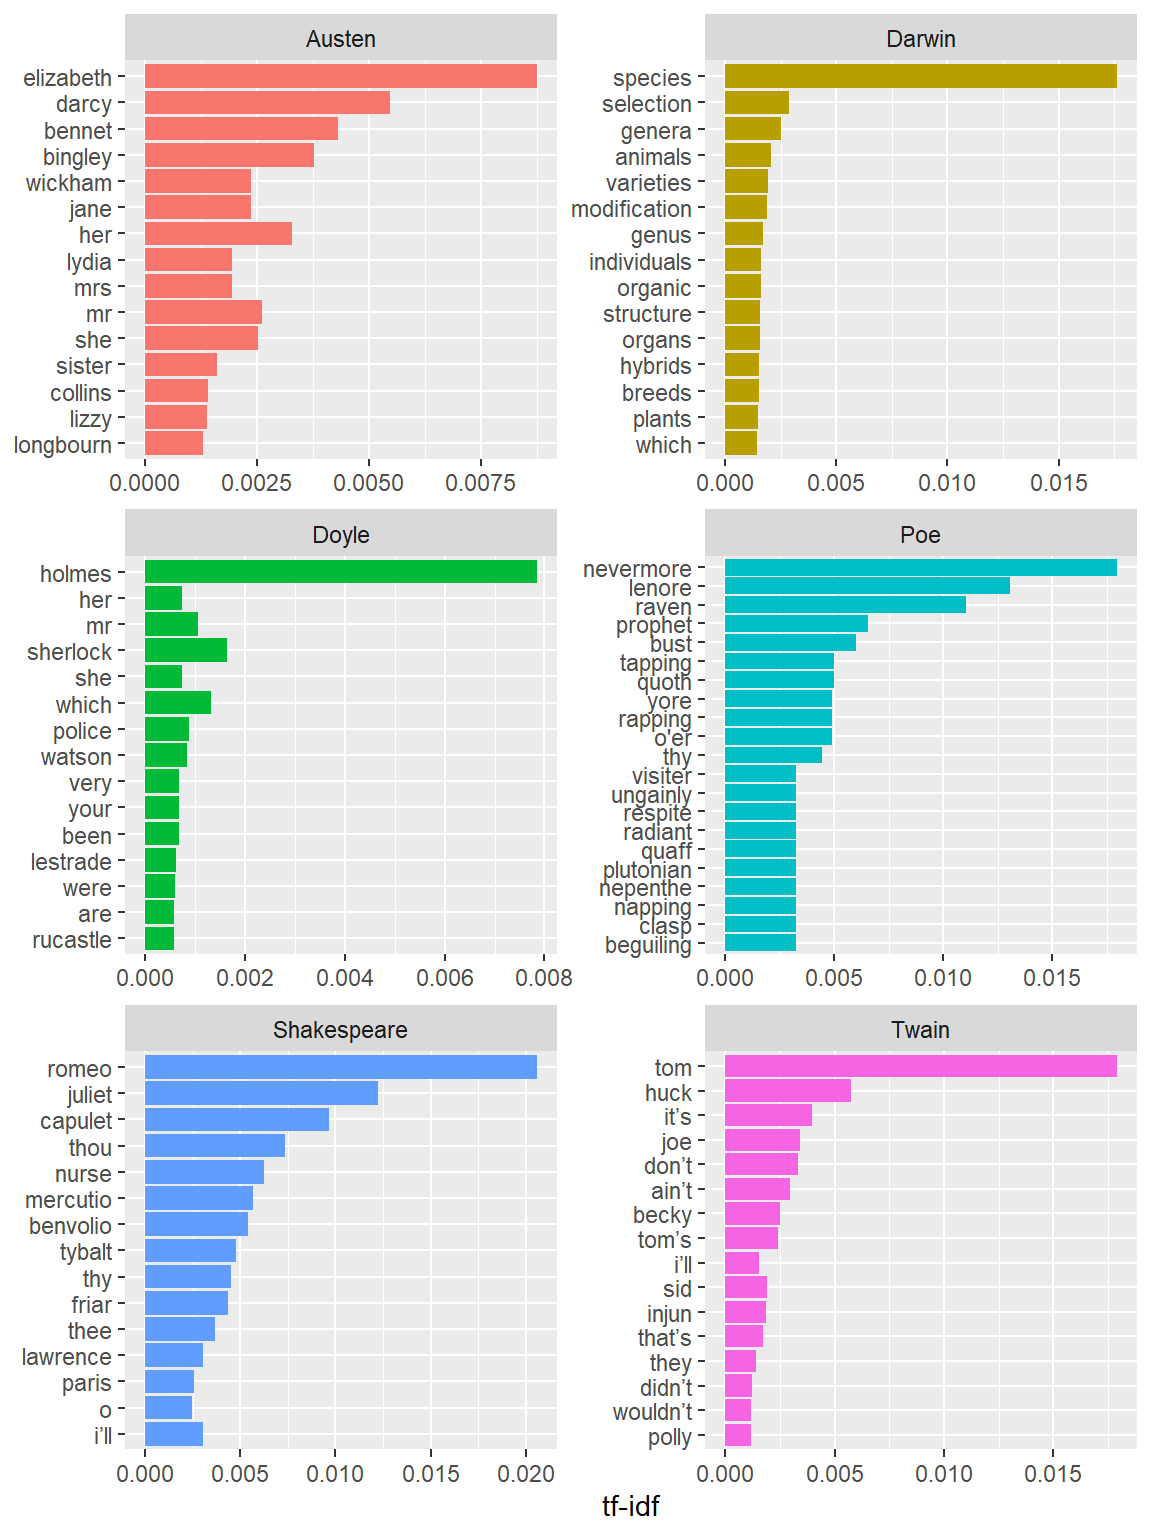 Austen
elizabeth
darcy
bennet
bingley
wickham
jane
her
lydia
mrs
mr
she
sister
collins
lizzy
longbourn
0.0000 0.0025 0.0050 0.0075
Darwin
species
selection
genera
animals
varieties
modification
genus
individuals
organic
structure
organs
hybrids
breeds
plants
which
0.000 0.005 0.010 0.015
Doyle
holmes
her
mr
sherlock
she
which
police
watson
very
your
been
lestrade
were
are
rucastle
0.000 0.002 0.004 0.006 0.008
Poe
nevermore
lenore
raven
prophet
bust
tapping
quoth
yore
rapping
o'er
thy
visiter
ungainly
respite
radiant
quaff
plutonian
nepenthe
napping
clasp
beguiling
0.000 0.005 0.010 0.015
Shakespeare
romeo
juliet
capulet
thou
nurse
mercutio
benvolio
tybalt
thy
friar
thee
lawrence
paris
o
i’ll
0.000 0.005 0.010 0.015 0.020
Twain
tom
huck
it’s
joe
don’t
ain’t
becky
tom’s
i’ll
sid
injun
that’s
they
didn’t
wouldn’t
polly
0.000 0.005 0.010 0.015
tf-idf